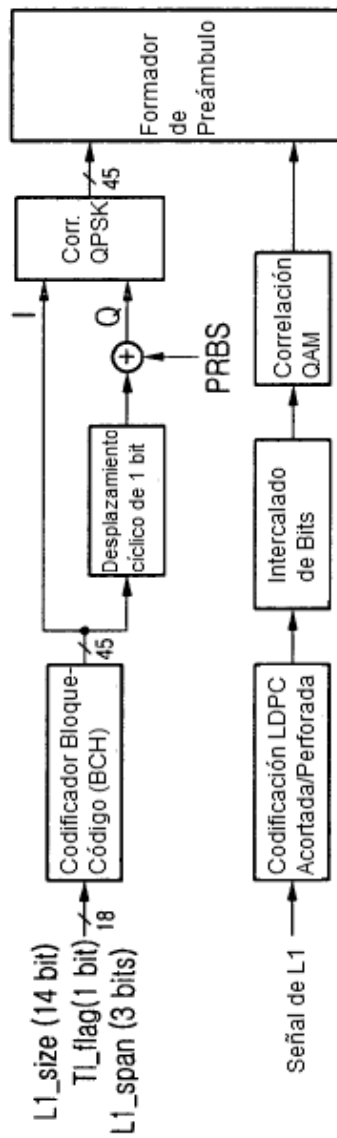 L1_size (14 bit)
TI_flag(1 bit)
L1_span (3 bits)
18
Codificador Bloque-
Código (BCH)
45
Desplazamiento
cíclico de 1 bit
PRBS
I
Q
Corr.
QPSK
45
Formador
de
Preámbulo
Señal de L1
Codificación LDPC
Acortada/Perforada
Intercalado
de Bits
Correlación
QAM